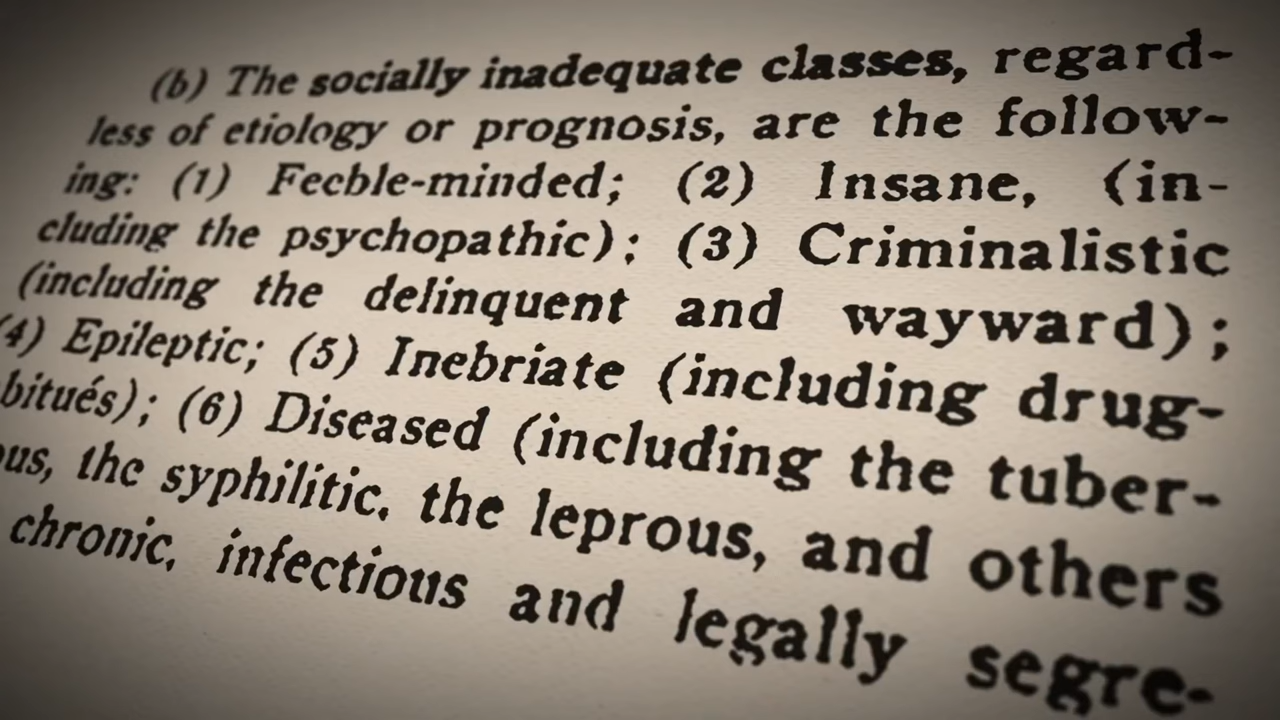 (b) The socially inadequate classes, regard-
less of etiology or prognosis, are the follow-
ing: (1) Feeble-minded; (2) Insane, (in-
cluding the psychopathic); (3) Criminalistic
(including the delinquent and wayward);
(4) Epileptic; (5) Inebriate (including drug-
bitués); (6) Diseased (including the tuber-
ous, the syphilitic, the leprous, and others
chronic, infectious and legally segre-